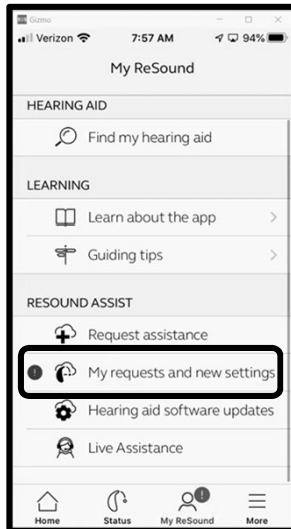 Gizmo
Verizon 7:57 AM 94%
My ReSound
HEARING AID
Find my hearing aid
LEARNING
Learn about the app
Guiding tips
RESOUND ASSIST
Request assistance
! My requests and new settings
Hearing aid software updates
Live Assistance
!
Home Status My ReSound More